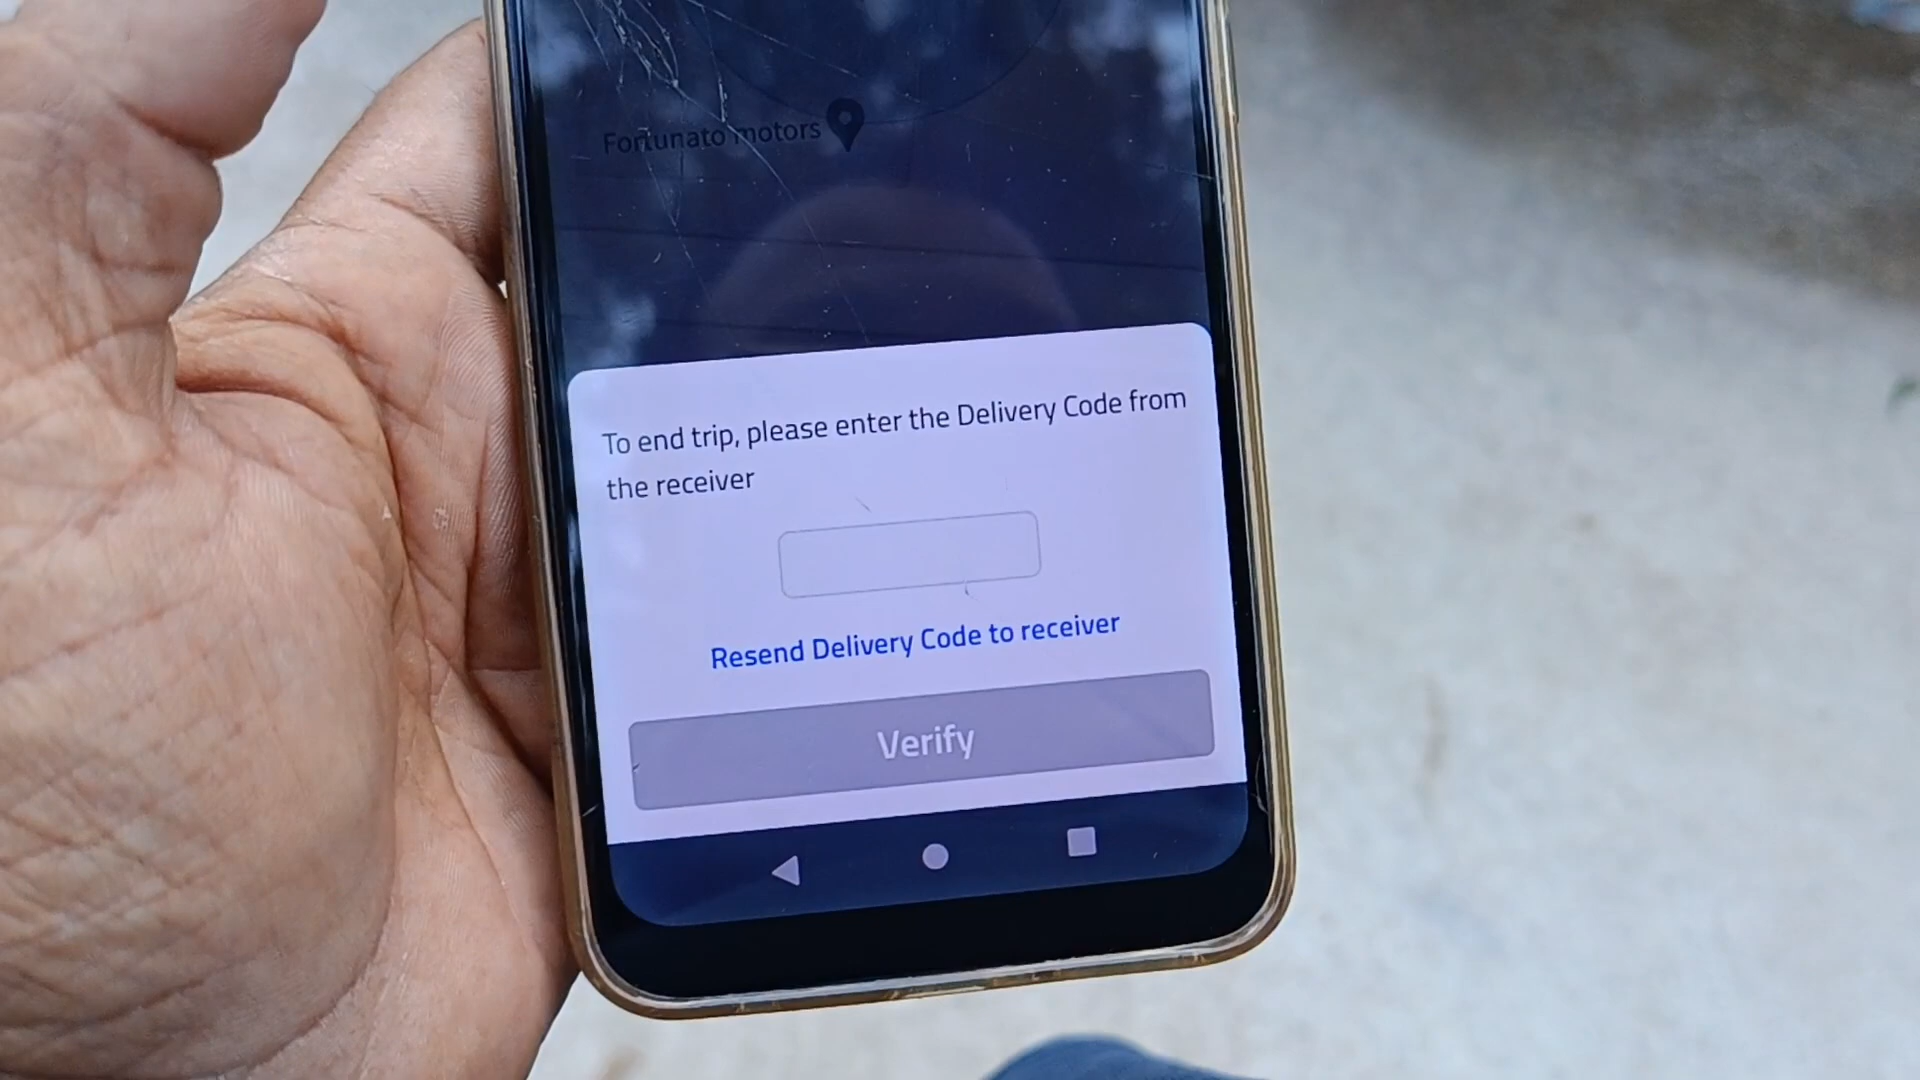 Fortunato motors
To end trip, please enter the Delivery Code from
the receiver
Resend Delivery Code to receiver
Verify